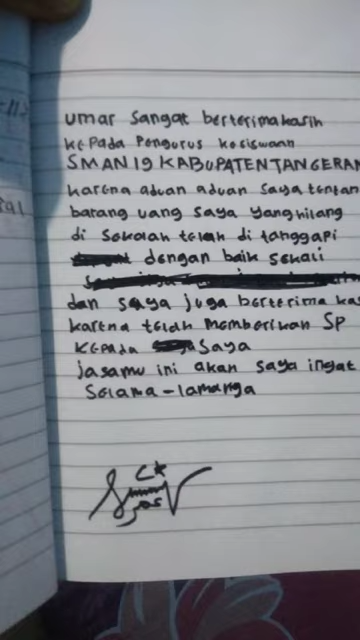 umar sangat berterimakasih
kepada Pengurus kesiswaan
SMAN 19 KABUPATEN TANGERAN
karena aduan aduan saya tentan
barang uang saya yang hilang
di sekolah telah di tanggapi
dengan baik sekali
dan saya juga berterima kas
karena telah memberikan SP
kepada saya
jasamu ini akan saya ingat
Selama-lamanya